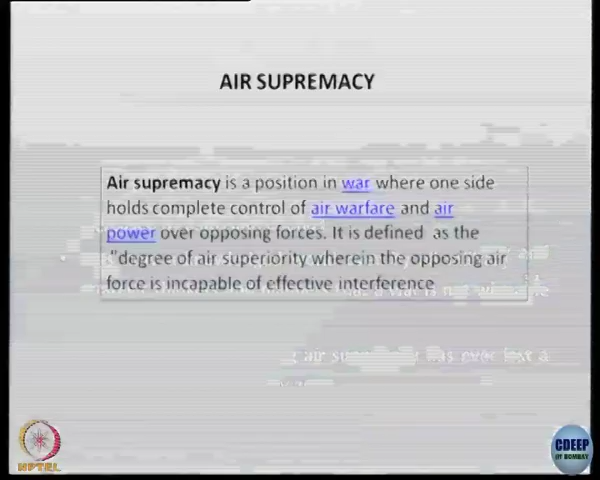 AIR SUPREMACY
Air supremacy is a position in war where one side
holds complete control of air warfare and air
power over opposing forces. It is defined as the
"degree of air superiority wherein the opposing air
force is incapable of effective interference
NPTEL
CDEEP
IIT BOMBAY